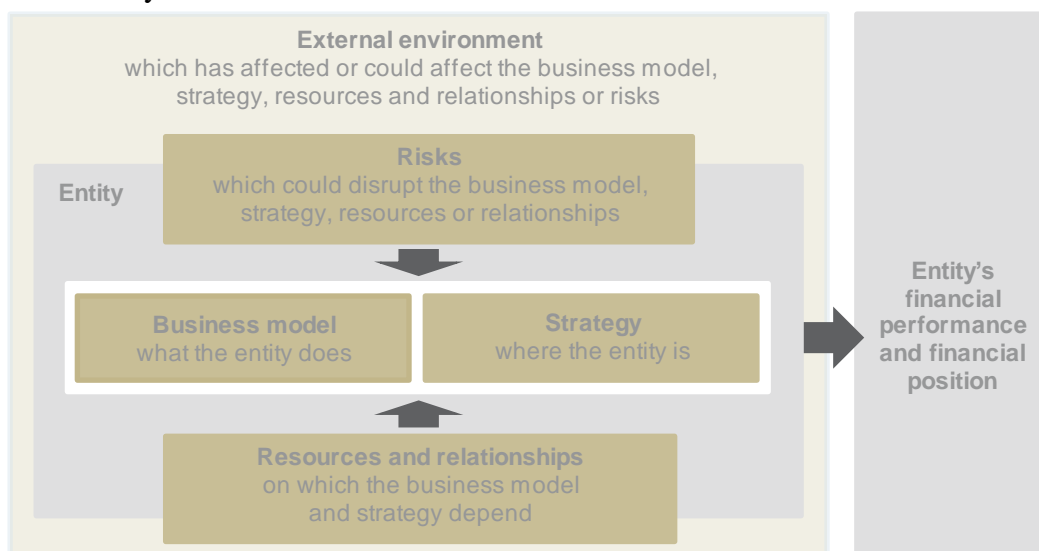 External environment
which has affected or could affect the business model,
strategy, resources and relationships or risks
Risks
which could disrupt the business model,
strategy, resources or relationships
Entity
Business model
what the entity does
Strategy
where the entity is
Resources and relationships
on which the business model
and strategy depend
Entity’s
financial
performance
and financial
position